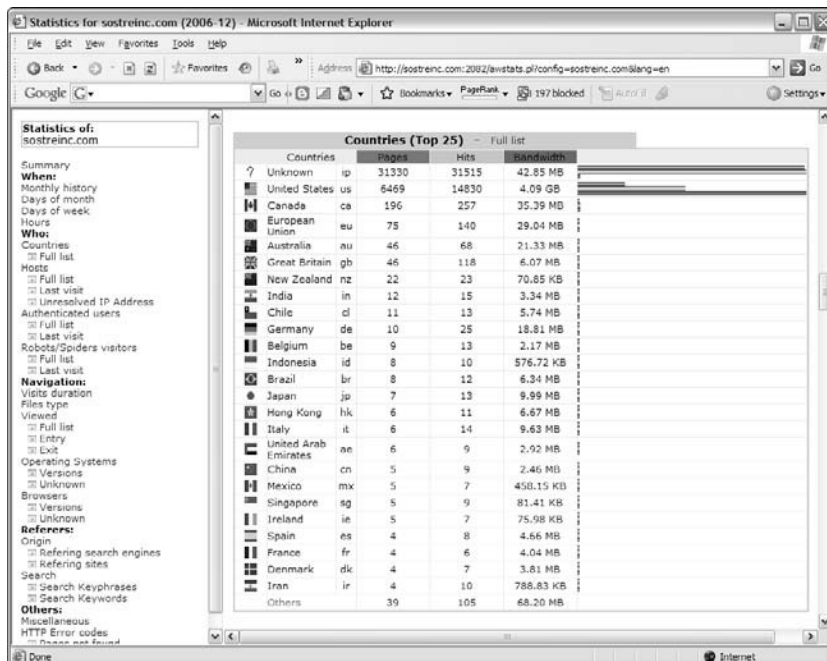 Statistics for sostreinc.com (2006-12) - Microsoft Internet Explorer
File Edit View Favorites Tools Help
Back Favorites » Address http://sostreinc.com:2082/awstats.pl?config=sostreinc.com&lang=en Go
Google G Go Bookmarks PageRank 197 blocked AutoFill Settings
Statistics of:
sostreinc.com
Summary
When:
Monthly history
Days of month
Days of week
Hours
Who:
Countries
Full list
Hosts
Full list
Last visit
Unresolved IP Address
Authenticated users
Full list
Last visit
Robots/Spiders visitors
Full list
Last visit
Navigation:
Visits duration
Files type
Viewed
Full list
Entry
Exit
Operating Systems
Versions
Unknown
Browsers
Versions
Unknown
Referers:
Origin
Refering search engines
Refering sites
Search
Search Keyphrases
Search Keywords
Others:
Miscellaneous
HTTP Error codes
Pages not found
Countries (Top 25) - Full list
Countries Pages Hits Bandwidth
? Unknown ip 31330 31515 42.85 MB
United States us 6469 14830 4.09 GB
Canada ca 196 257 35.39 MB
European Union eu 75 140 29.04 MB
Australia au 46 68 21.33 MB
Great Britain gb 46 118 6.07 MB
New Zealand nz 22 23 70.85 KB
India in 12 15 3.34 MB
Chile cl 11 13 5.74 MB
Germany de 10 25 18.81 MB
Belgium be 9 13 2.17 MB
Indonesia id 8 10 576.72 KB
Brazil br 8 12 6.34 MB
Japan jp 7 13 9.99 MB
Hong Kong hk 6 11 6.67 MB
Italy it 6 14 9.63 MB
United Arab Emirates ae 6 9 2.92 MB
China cn 5 9 2.46 MB
Mexico mx 5 7 458.15 KB
Singapore sg 5 9 81.41 KB
Ireland ie 5 7 75.98 KB
Spain es 4 8 4.66 MB
France fr 4 6 4.04 MB
Denmark dk 4 7 3.81 MB
Iran ir 4 10 788.83 KB
Others 39 105 68.20 MB
Done Internet